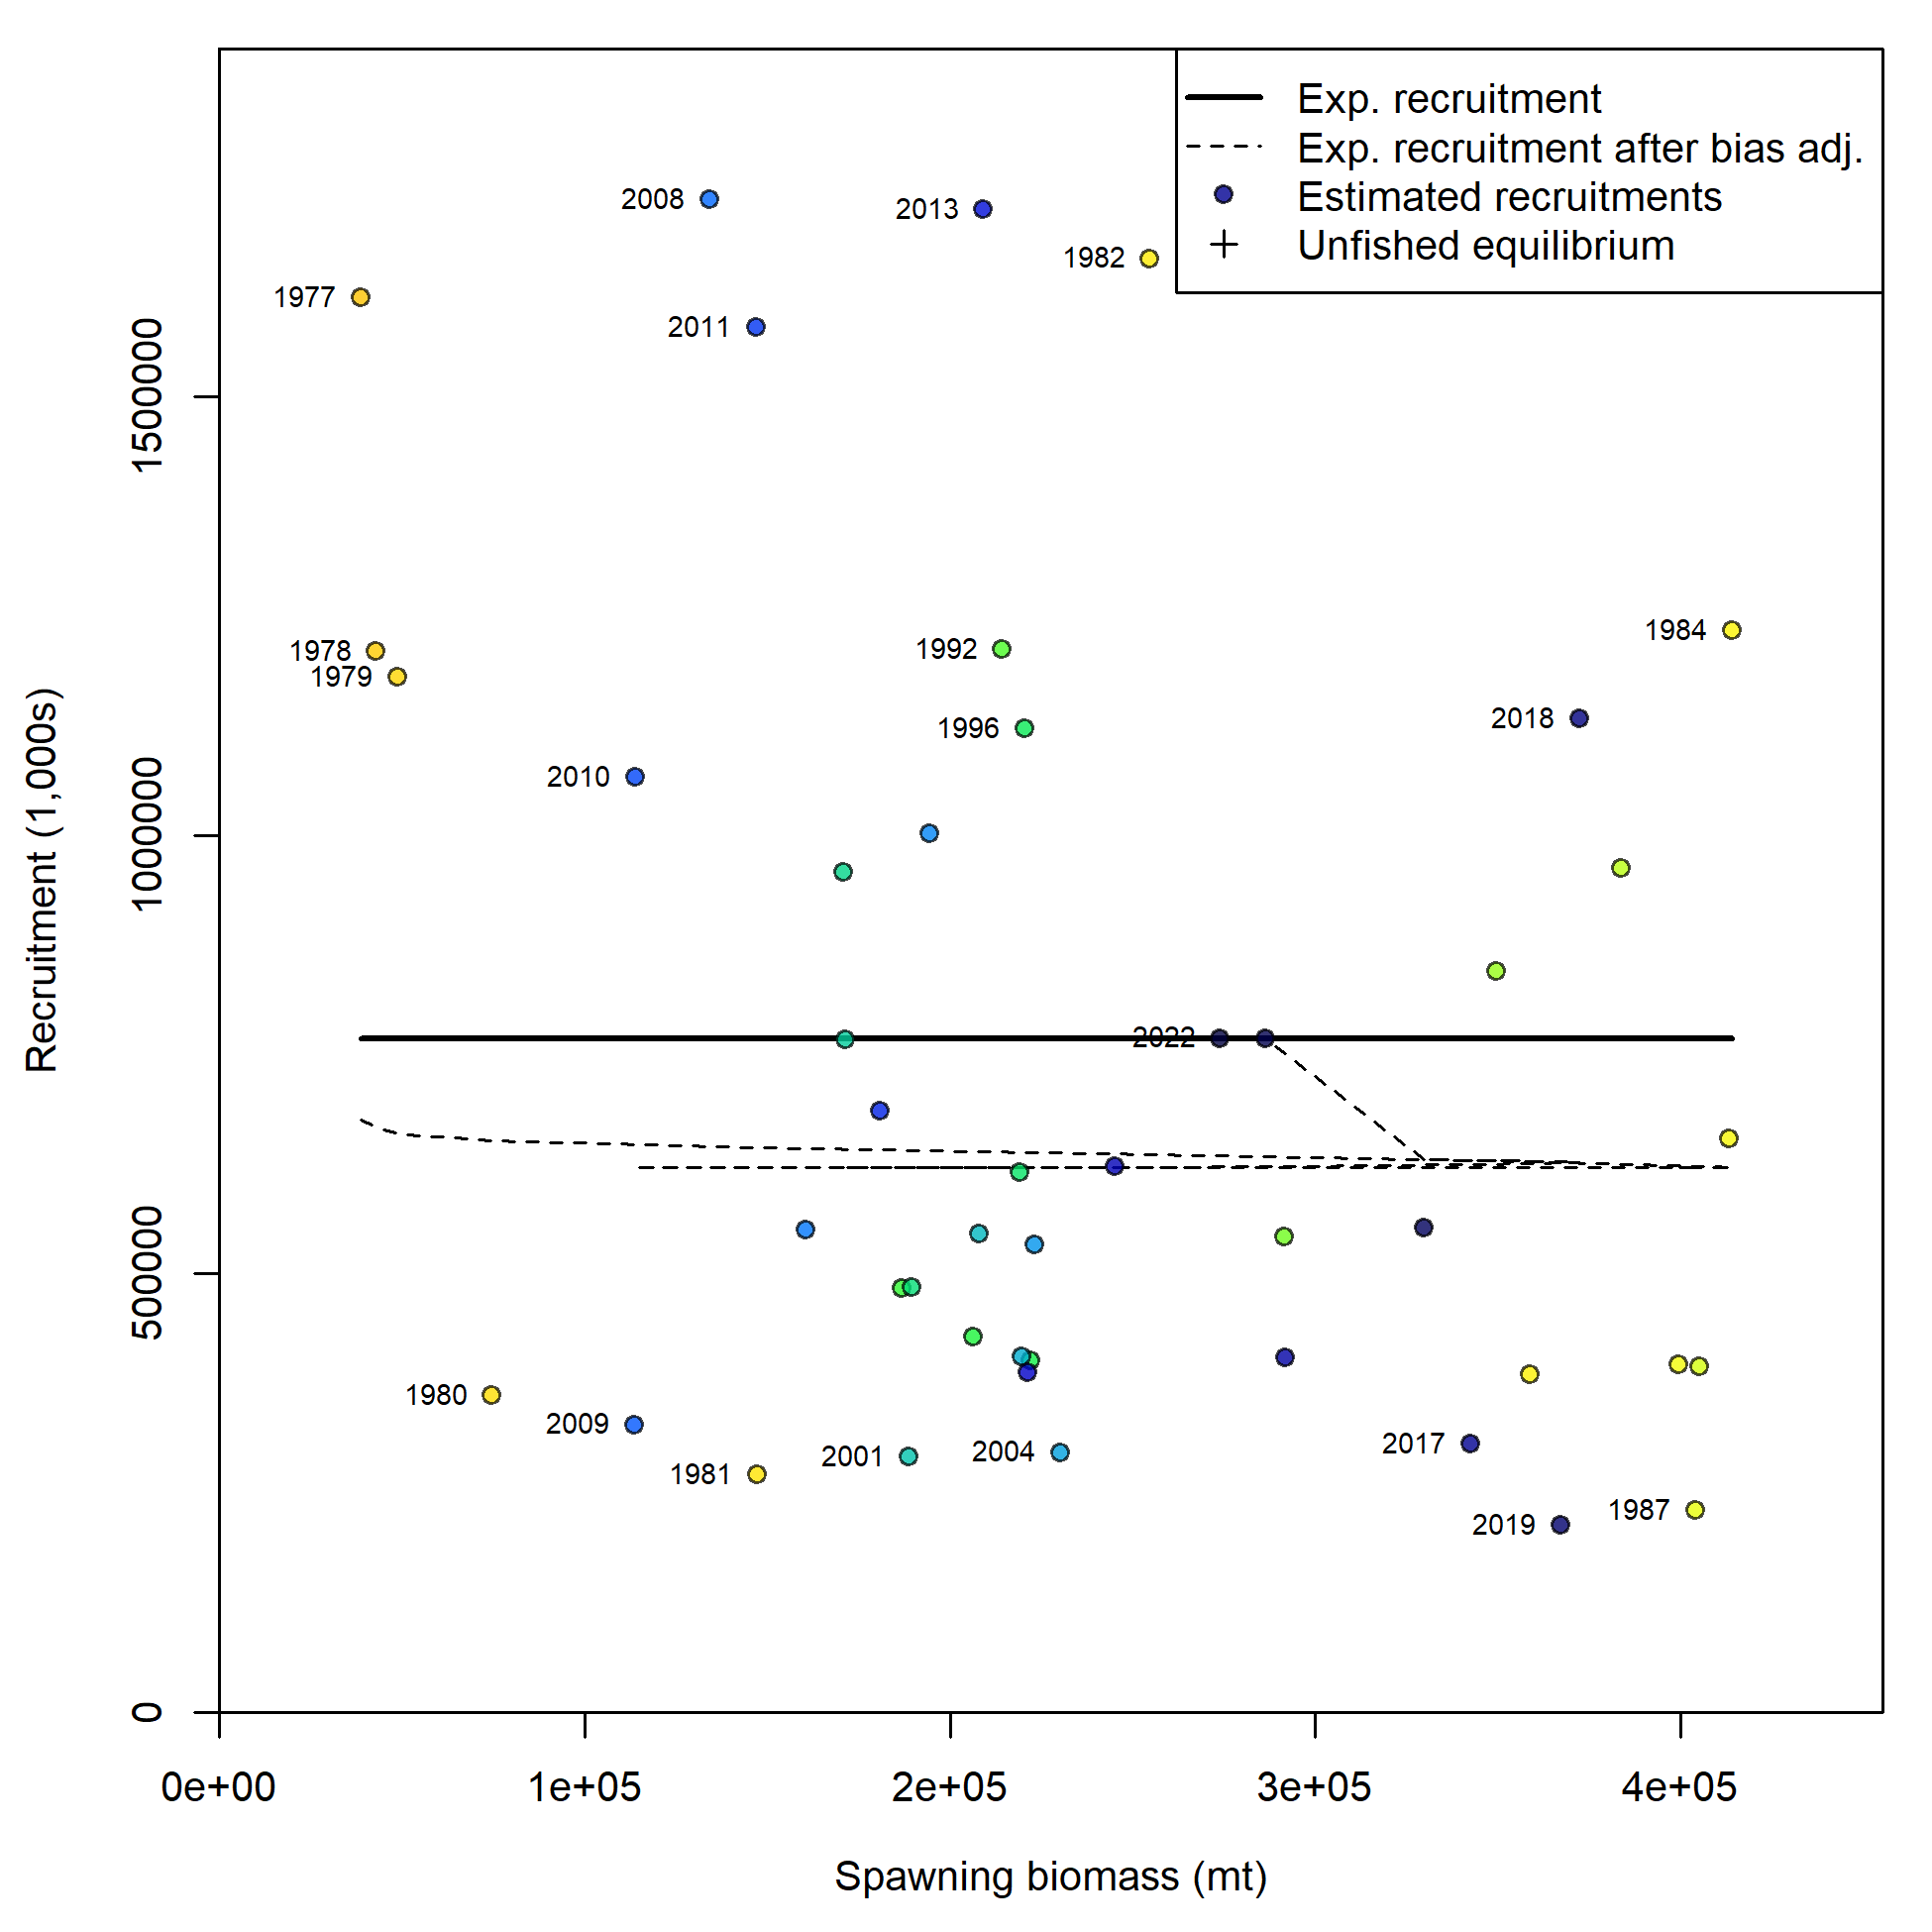 Exp. recruitment
Exp. recruitment after bias adj.
Estimated recruitments
Unfished equilibrium
2008
2013
1982
1977
2011
1500000
1984
1992
1978
1979
2018
1996
2010
1000000
Recruitment (1,000s)
2022
500000
1980
2009
2017
2004
2001
1981
1987
2019
0
0e+00
1e+05
2e+05
3e+05
4e+05
Spawning biomass (mt)